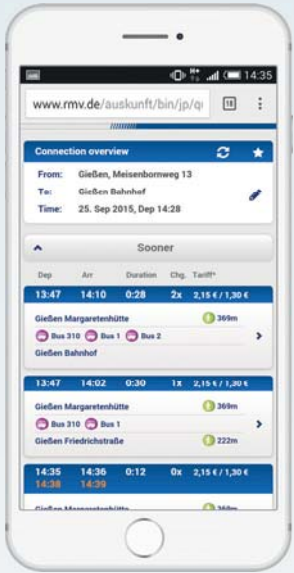 14:35
www.rmv.de/auskunft/bin/jp/q
18
Connection overview
From: Gießen, Meisenbornweg 13
To: Gießen Bahnhof
Time: 25. Sep 2015, Dep 14:28
Sooner
Dep Arr Duration Chg. Tariff*
13:47 14:10 0:28 2x 2,15 € / 1,30 €
Gießen Margaretenhütte 369m
Bus 310 Bus 1 Bus 2
Gießen Bahnhof
13:47 14:02 0:30 1x 2,15 € / 1,30 €
Gießen Margaretenhütte 369m
Bus 310 Bus 1
Gießen Friedrichstraße 222m
14:35 14:36 0:12 0x 2,15 € / 1,30 €
14:38 14:39
Gießen Margaretenhütte 369m